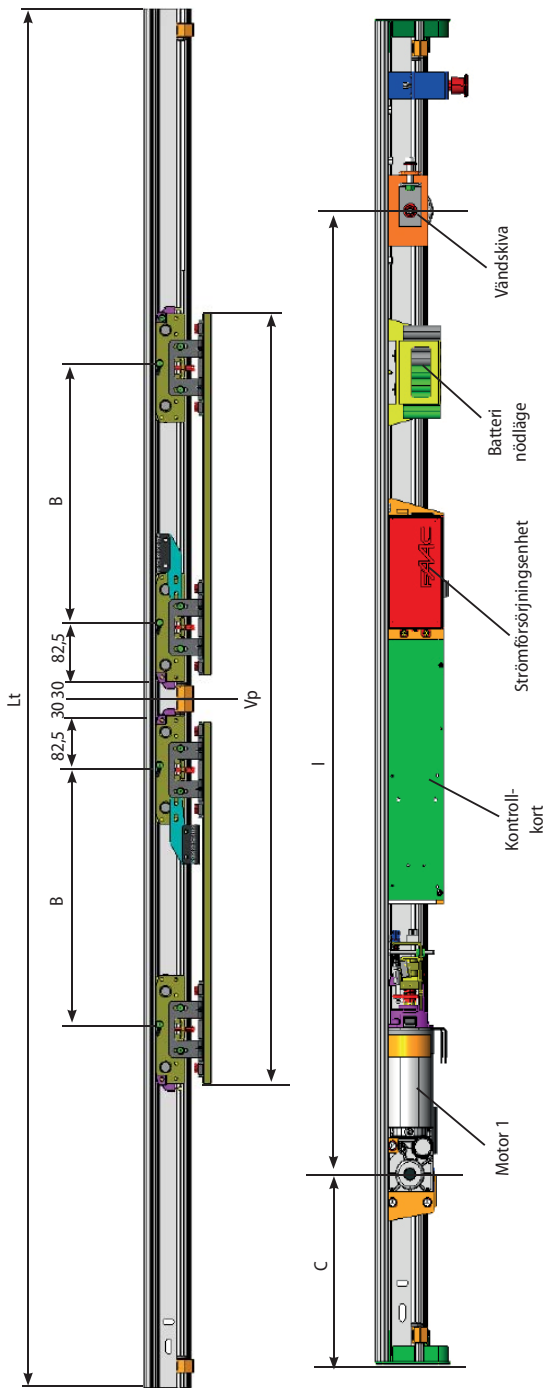 Lt
B
82,5
30 30
82,5
B
Vp
I
C
Vändskiva
Batteri
nödläge
FAAC
Strömförsörjningsenhet
Kontroll-
kort
Motor 1